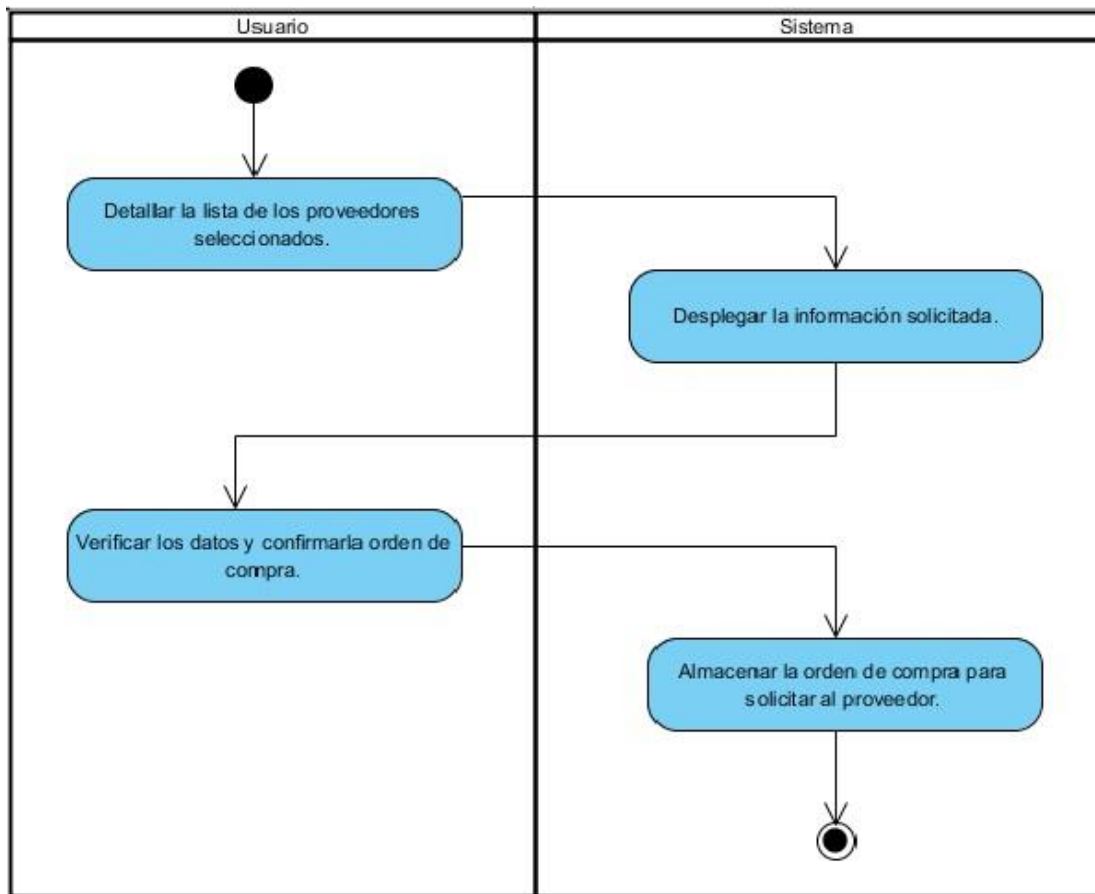 Usuario
Sistema
Detallar la lista de los proveedores
seleccionados.
Desplegar la información solicitada.
Verificar los datos y confirmarla orden de
compra.
Almacenar la orden de compra para
solicitar al proveedor.